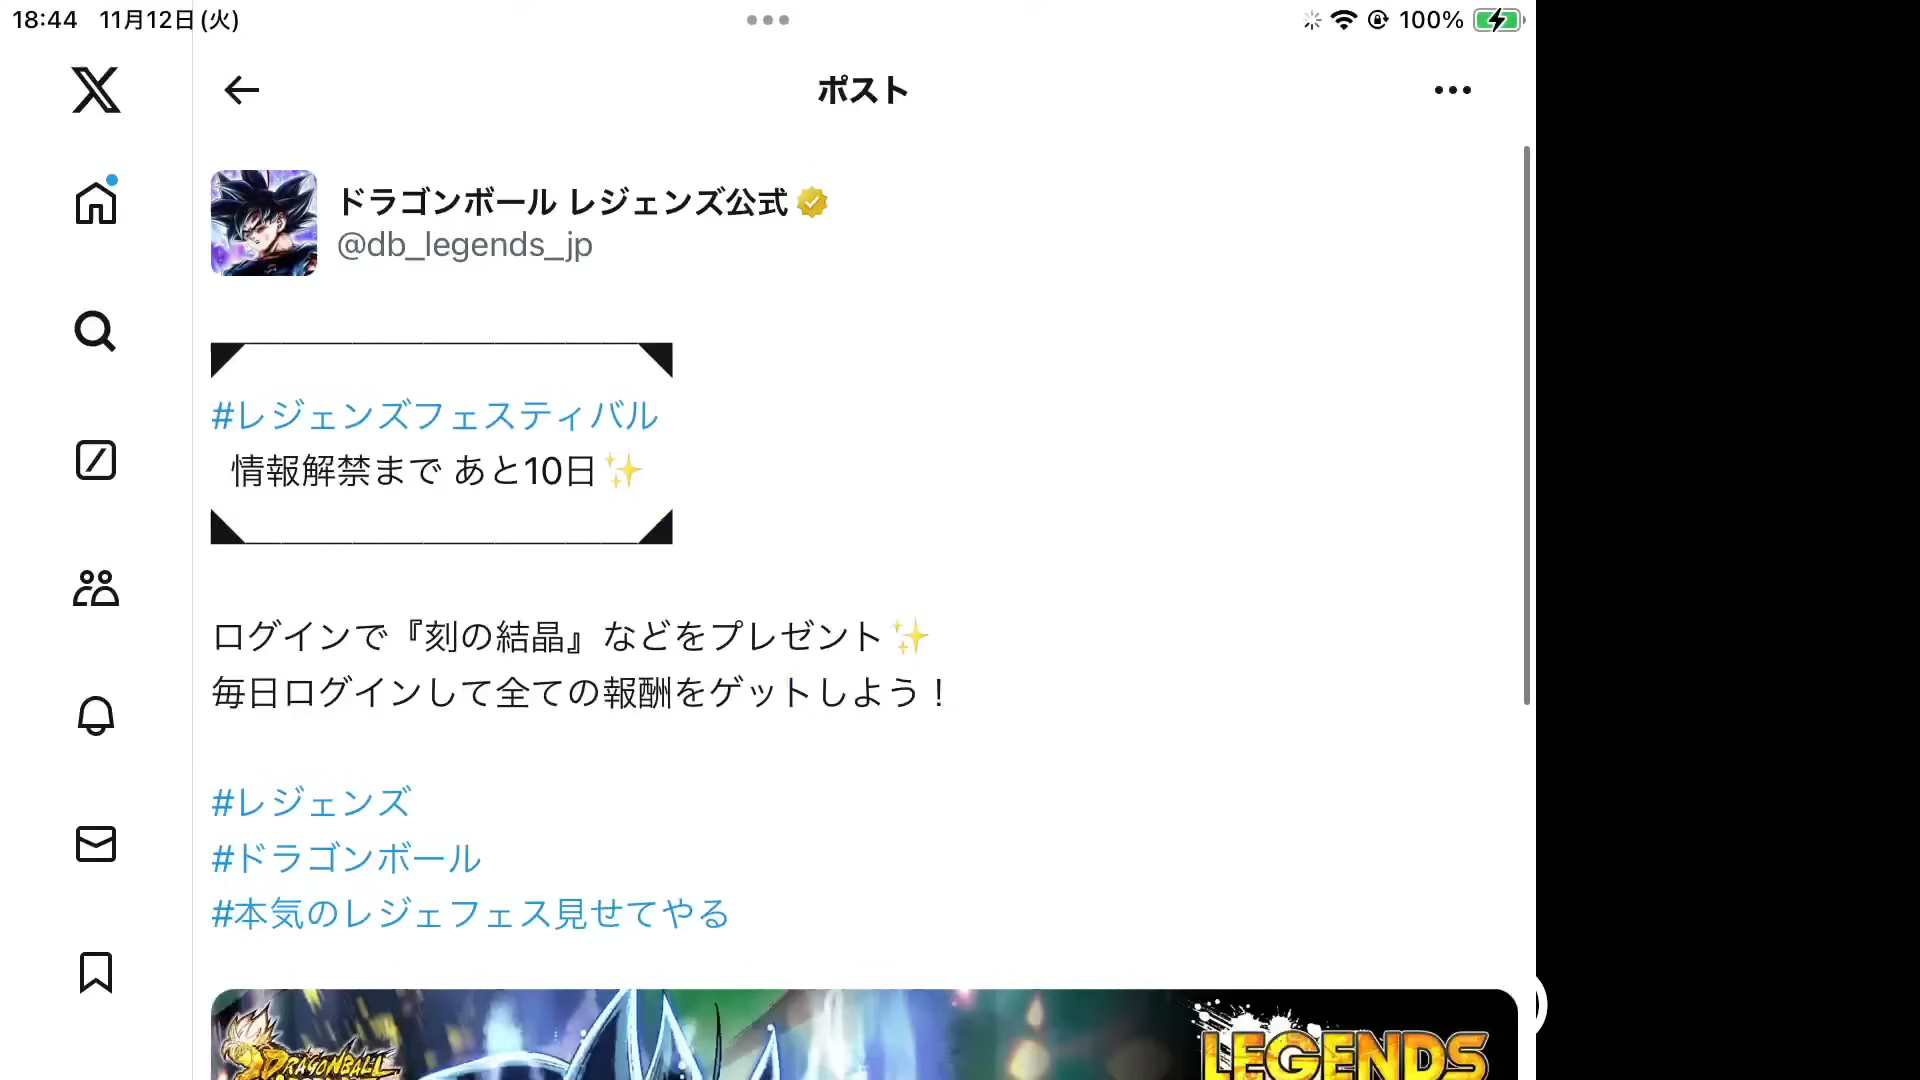 18:44 11月12日(火)
100%
ポスト
ドラゴンボール レジェンズ公式
@db_legends_jp
#レジェンズフェスティバル
情報解禁まで あと10日✨
ログインで『刻の結晶』などをプレゼント✨
毎日ログインして全ての報酬をゲットしよう！
#レジェンズ
#ドラゴンボール
#本気のレジェフェス見せてやる
DRAGONBALL
LEGENDS